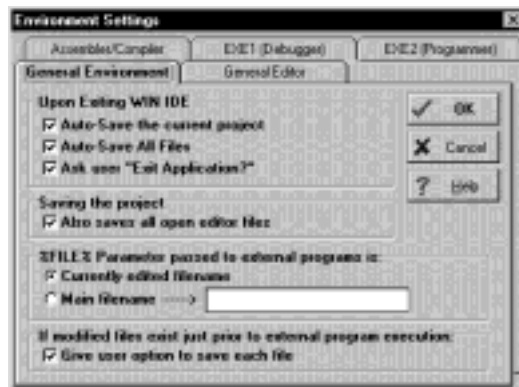 Environment Settings
Assembler/Compiler
EXE1 (Debugger)
EXE2 (Programmer)
General Environment
General Editor
Upon Exiting WIN IDE
Auto-Save the current project
Auto-Save All Files
Ask user "Exit Application?"
OK
Cancel
Help
Saving the project
Also saves all open editor files
%FILE% Parameter passed to external programs is:
Currently edited filename
Main filename ---->
If modified files exist just prior to external program execution:
Give user option to save each file